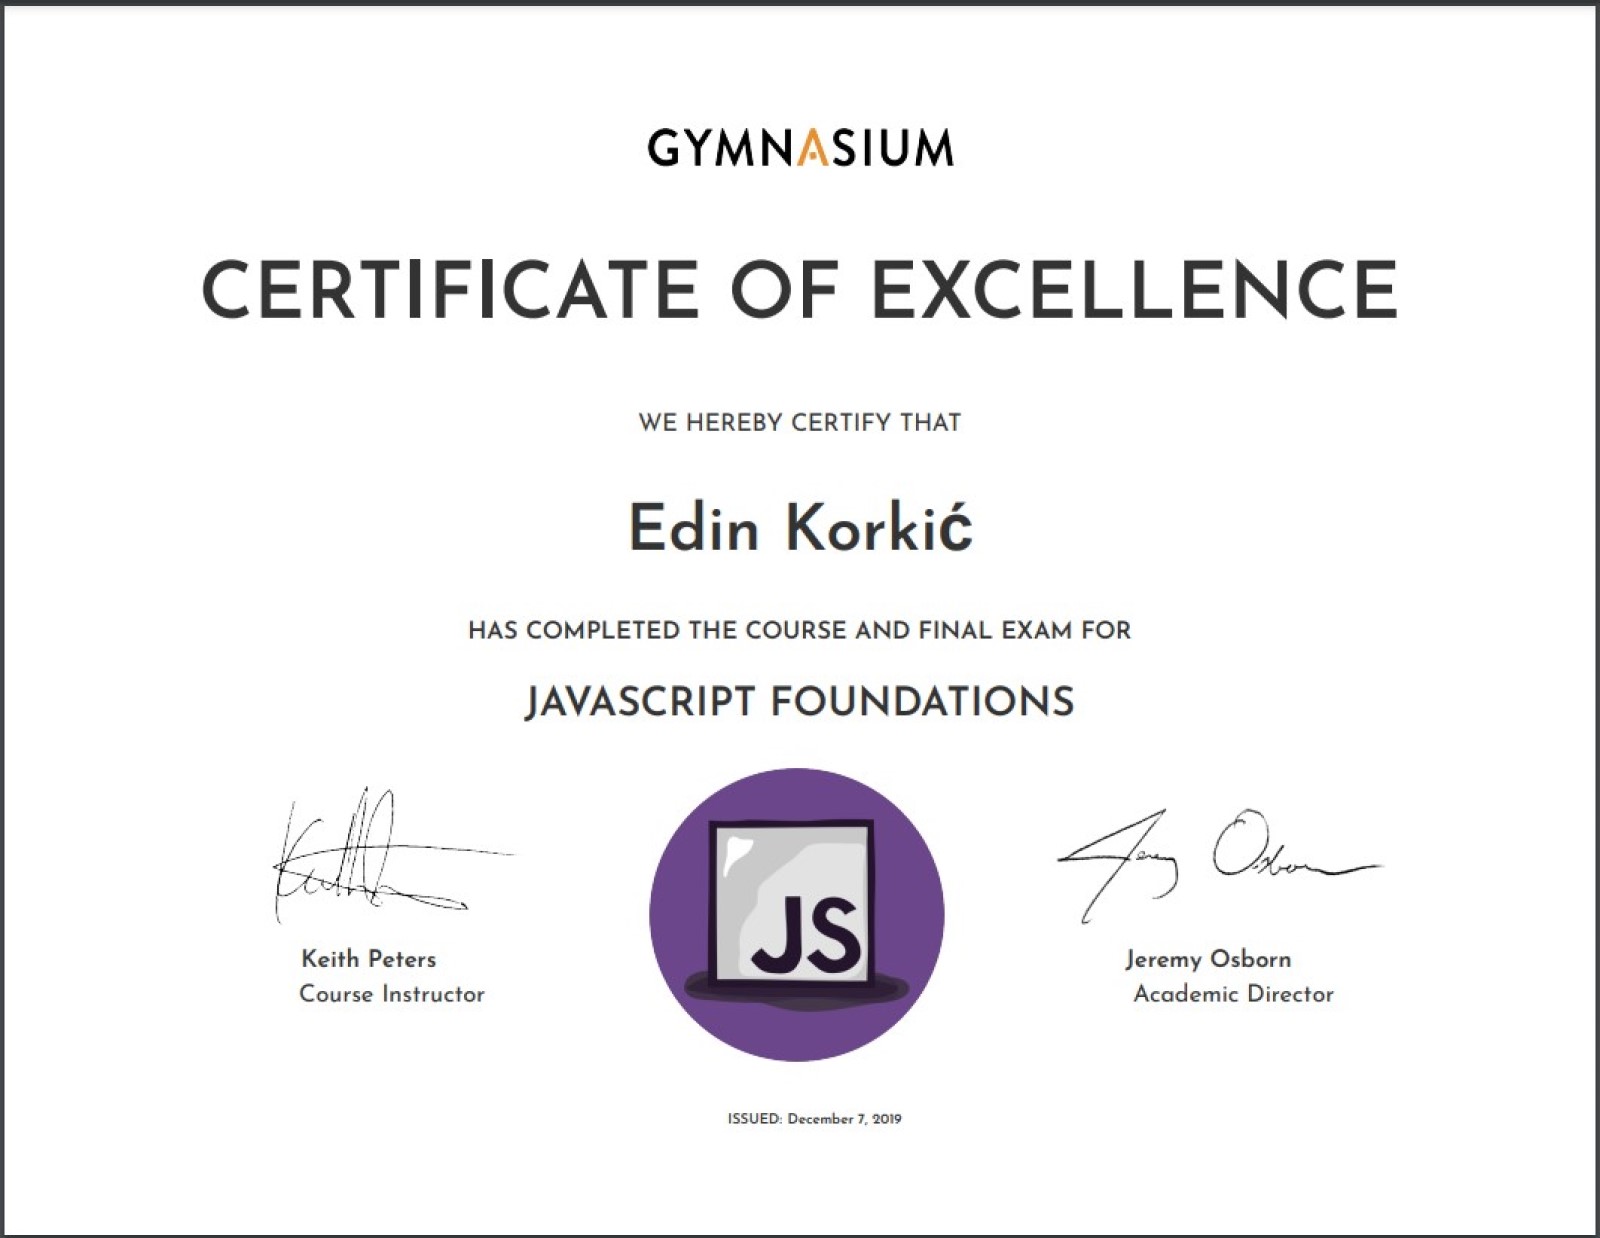 GYMNASIUM
CERTIFICATE OF EXCELLENCE
WE HEREBY CERTIFY THAT
Edin Korkić
HAS COMPLETED THE COURSE AND FINAL EXAM FOR
JAVASCRIPT FOUNDATIONS
JS
Keith Peters
Course Instructor
Jeremy Osborn
Academic Director
ISSUED: December 7, 2019